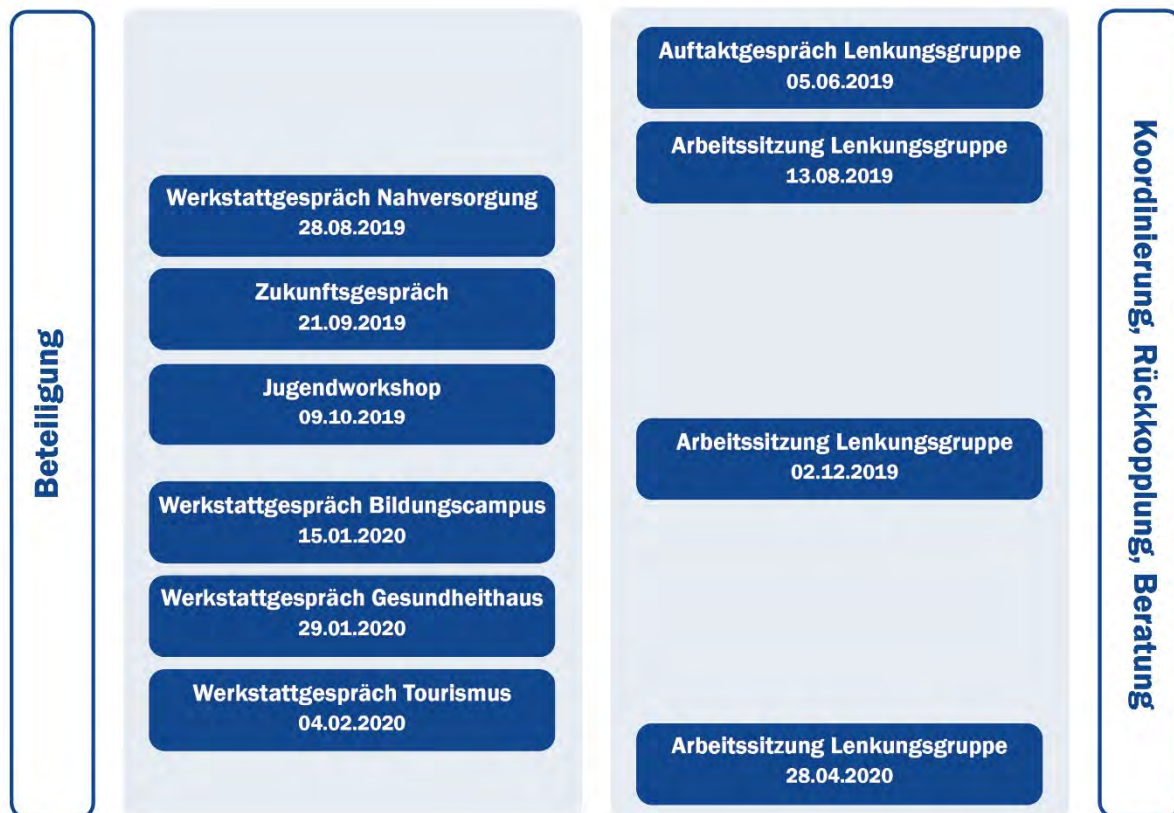 Beteiligung
Werkstattgespräch Nahversorgung
28.08.2019
Zukunftsgespräch
21.09.2019
Jugendworkshop
09.10.2019
Werkstattgespräch Bildungscampus
15.01.2020
Werkstattgespräch Gesundheithaus
29.01.2020
Werkstattgespräch Tourismus
04.02.2020
Auftaktgespräch Lenkungsgruppe
05.06.2019
Arbeitssitzung Lenkungsgruppe
13.08.2019
Arbeitssitzung Lenkungsgruppe
02.12.2019
Arbeitssitzung Lenkungsgruppe
28.04.2020
Koordinierung, Rückkopplung, Beratung